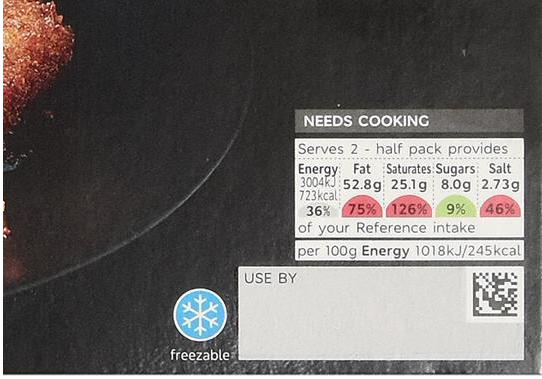 NEEDS COOKING
Serves 2 - half pack provides
Energy Fat Saturates Sugars Salt
3004kJ 52.8g 25.1g 8.0g 2.73g
723kcal
36% 75% 126% 9% 46%
of your Reference intake
per 100g Energy 1018kJ/245kcal
USE BY
freezable